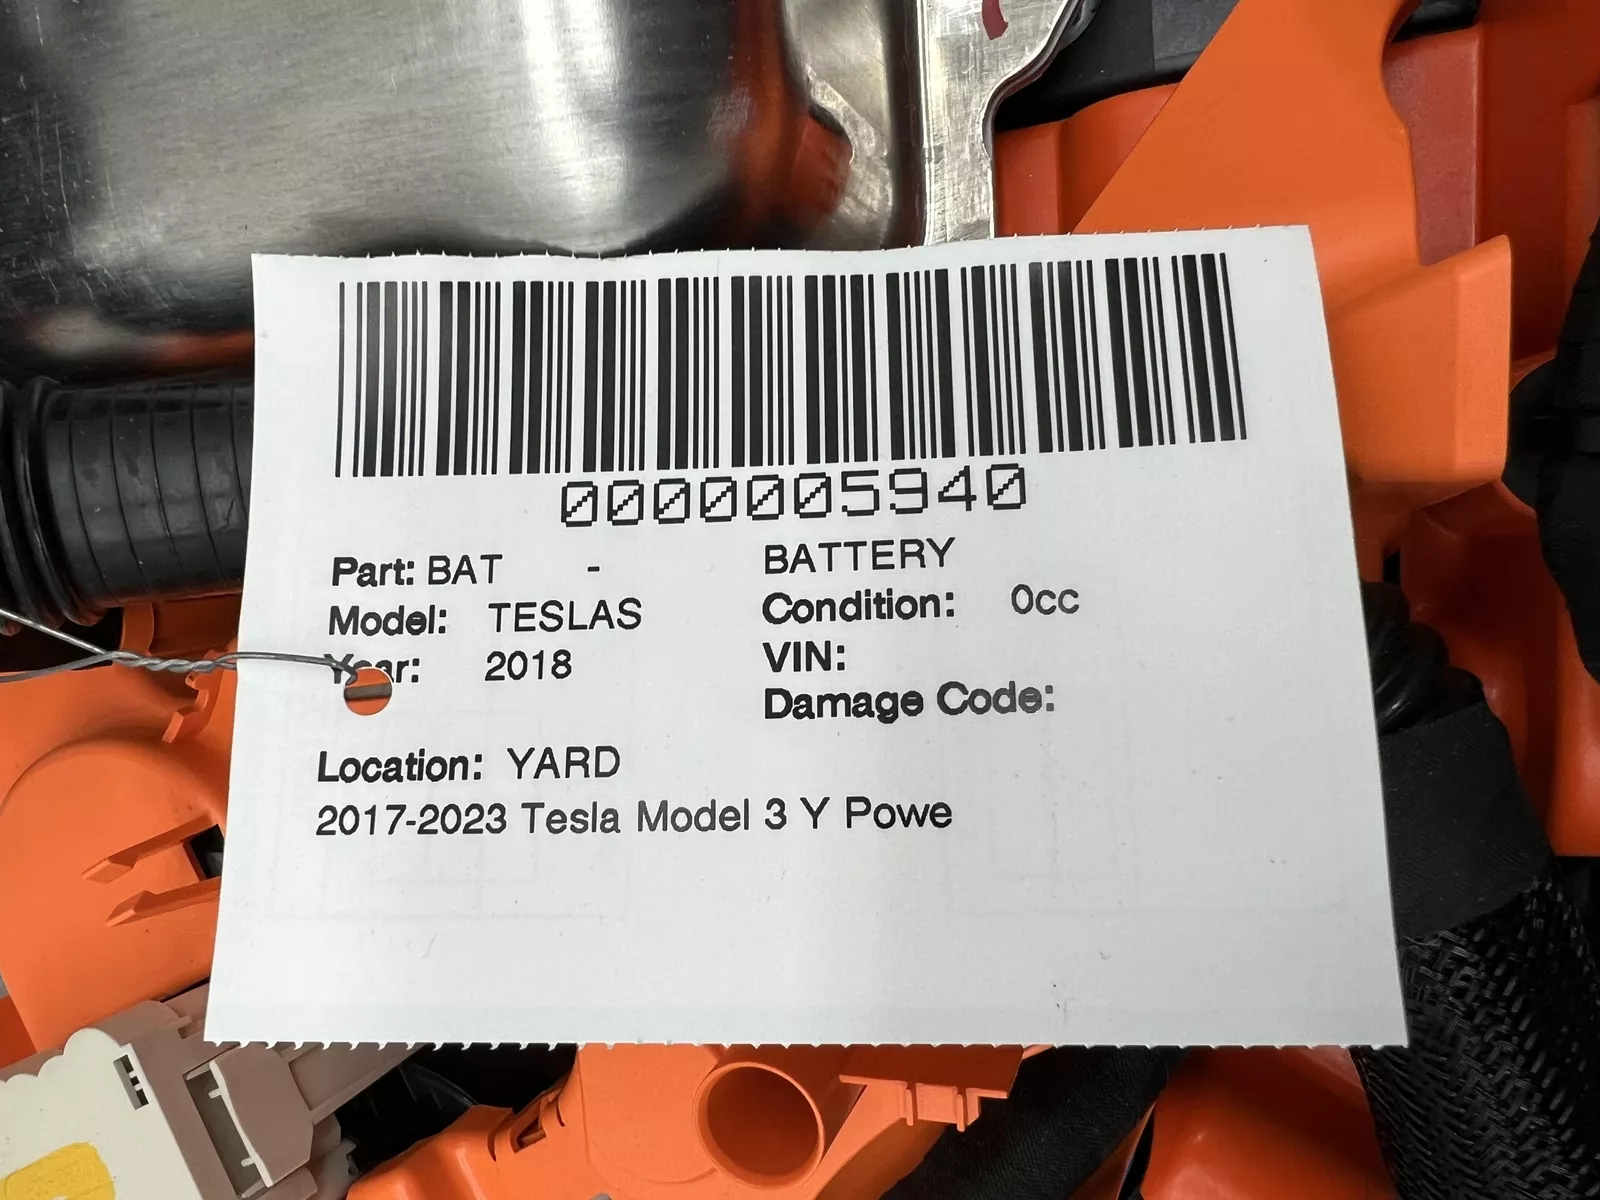 0000005940
Part: BAT - BATTERY
Model: TESLAS Condition: 0cc
Year: 2018 VIN:
Damage Code:
Location: YARD
2017-2023 Tesla Model 3 Y Powe